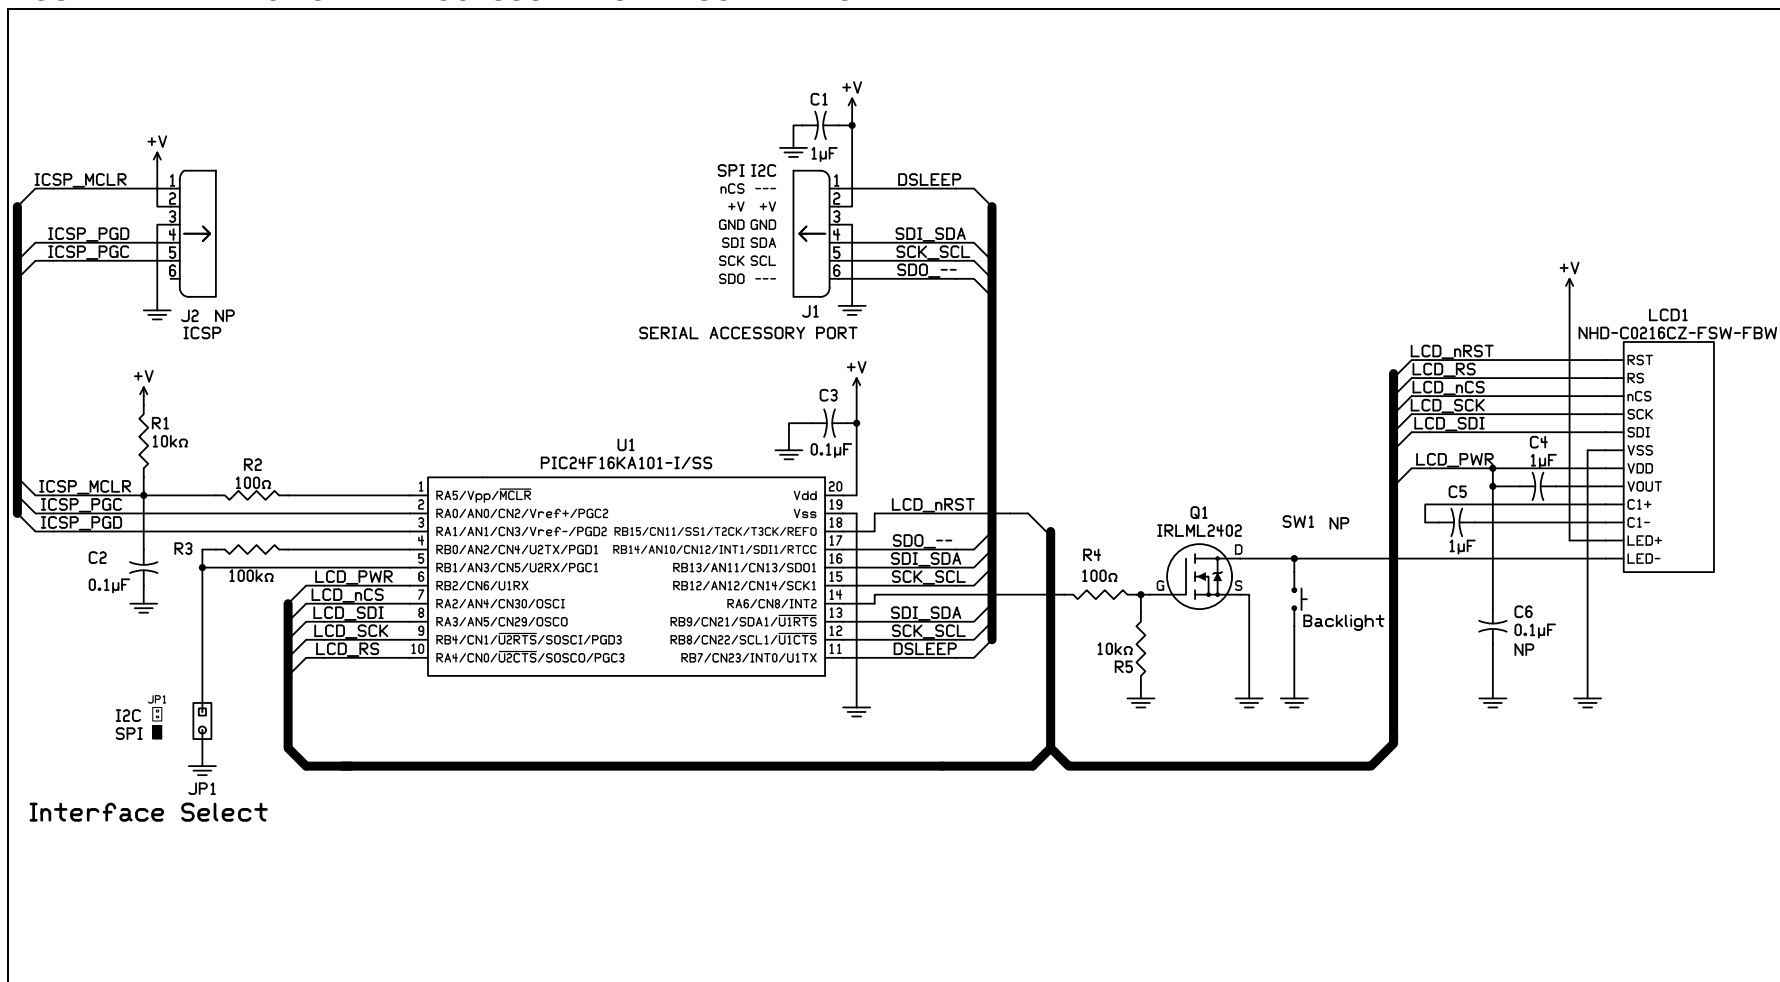 +V
C1
1µF
+V
ICSP_MCLR
ICSP_PGD
ICSP_PGC
1
2
3
4
5
6
J2 NP
ICSP
SPI I2C
nCS ---
+V +V
GND GND
SDI SDA
SCK SCL
SDO ---
1
2
3
4
5
6
DSLEEP
SDI_SDA
SCK_SCL
SDO_--
J1
SERIAL ACCESSORY PORT
+V
R1
10kΩ
ICSP_MCLR
ICSP_PGC
ICSP_PGD
R2
100Ω
C2
0.1µF
R3
100kΩ
LCD_PWR
LCD_nCS
LCD_SDI
LCD_SCK
LCD_RS
+V
C3
0.1µF
U1
PIC24F16KA101-I/SS
1 RA5/Vpp/MCLR
2 RA0/AN0/CN2/Vref+/PGC2
3 RA1/AN1/CN3/Vref-/PGD2
4 RB0/AN2/CN4/U2TX/PGD1
5 RB1/AN3/CN5/U2RX/PGC1
6 RB2/CN6/U1RX
7 RA2/AN4/CN30/OSCI
8 RA3/AN5/CN29/OSCO
9 RB4/CN1/U2RTS/SOSCI/PGD3
10 RA4/CN0/U2CTS/SOSCO/PGC3
Vdd 20
Vss 19
RB15/CN11/SS1/T2CK/T3CK/REFO 18
RB14/AN10/CN12/INT1/SDI1/RTCC 17
RB13/AN11/CN13/SDO1 16
RB12/AN12/CN14/SCK1 15
RA6/CN8/INT2 14
RB9/CN21/SDA1/U1RTS 13
RB8/CN22/SCL1/U1CTS 12
RB7/CN23/INT0/U1TX 11
LCD_nRST
SDO_--
SDI_SDA
SCK_SCL
SDI_SDA
SCK_SCL
DSLEEP
R4
100Ω
10kΩ
R5
Q1
IRLML2402
D
G
S
SW1 NP
Backlight
+V
LCD1
NHD-C0216CZ-FSW-FBW
LCD_nRST
LCD_RS
LCD_nCS
LCD_SCK
LCD_SDI
LCD_PWR
RST
RS
nCS
SCK
SDI
VSS
VDD
VOUT
C1+
C1-
LED+
LED-
C4
1µF
C5
1µF
C6
0.1µF
NP
JP1
I2C
SPI
JP1
Interface Select